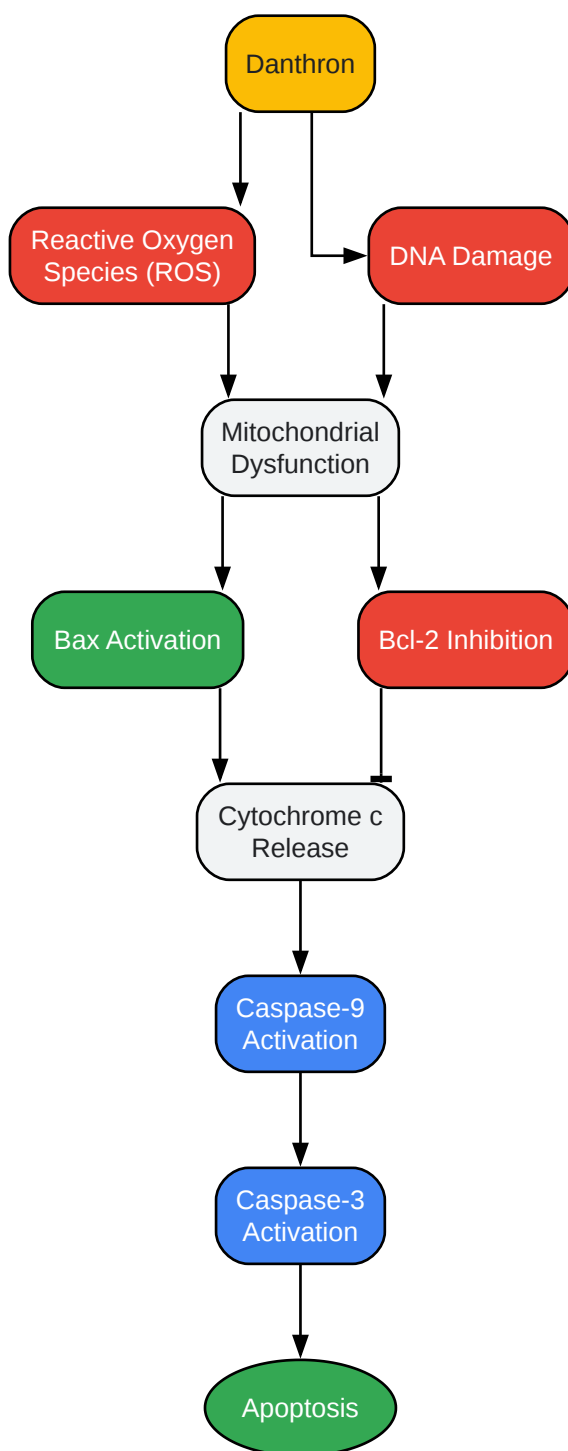 Danthron
Reactive Oxygen
Species (ROS)
DNA Damage
Mitochondrial
Dysfunction
Bax Activation
Bcl-2 Inhibition
Cytochrome c
Release
Caspase-9
Activation
Caspase-3
Activation
Apoptosis